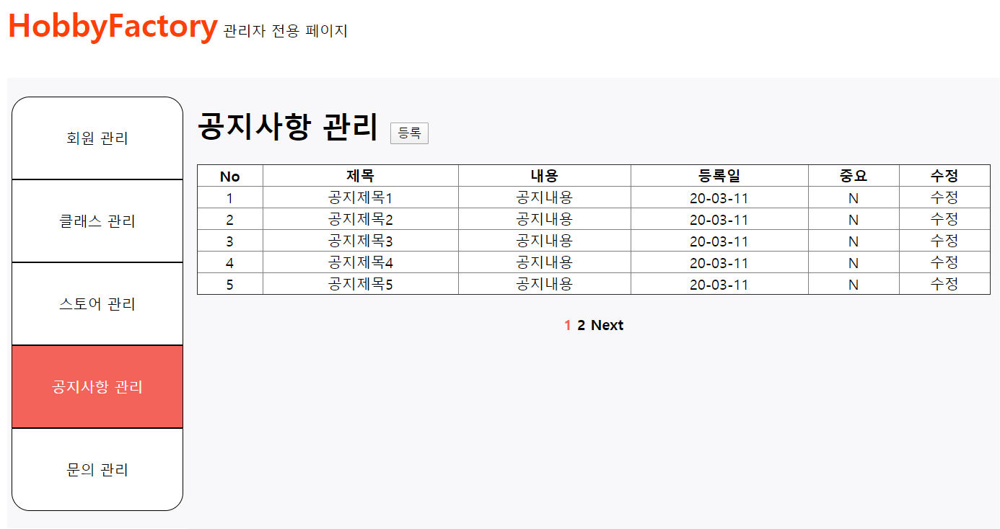 HobbyFactory 관리자 전용 페이지
회원 관리
클래스 관리
스토어 관리
공지사항 관리
문의 관리
공지사항 관리 등록
No 제목 내용 등록일 중요 수정
1 공지제목1 공지내용 20-03-11 N 수정
2 공지제목2 공지내용 20-03-11 N 수정
3 공지제목3 공지내용 20-03-11 N 수정
4 공지제목4 공지내용 20-03-11 N 수정
5 공지제목5 공지내용 20-03-11 N 수정
1 2 Next